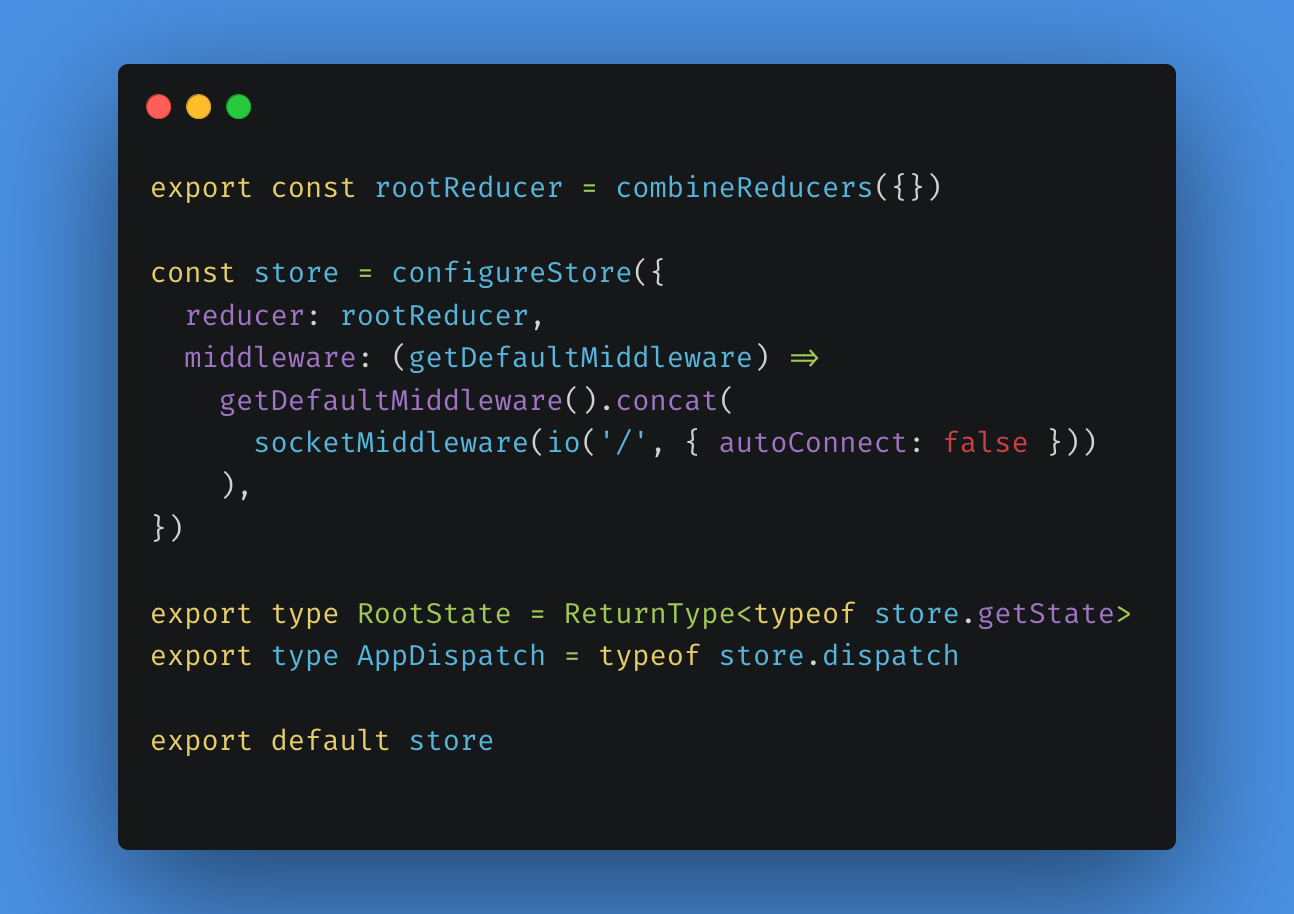 export const rootReducer = combineReducers({})

const store = configureStore({
  reducer: rootReducer,
  middleware: (getDefaultMiddleware) =>
    getDefaultMiddleware().concat(
      socketMiddleware(io('/', { autoConnect: false }))
    ),
})

export type RootState = ReturnType<typeof store.getState>
export type AppDispatch = typeof store.dispatch

export default store